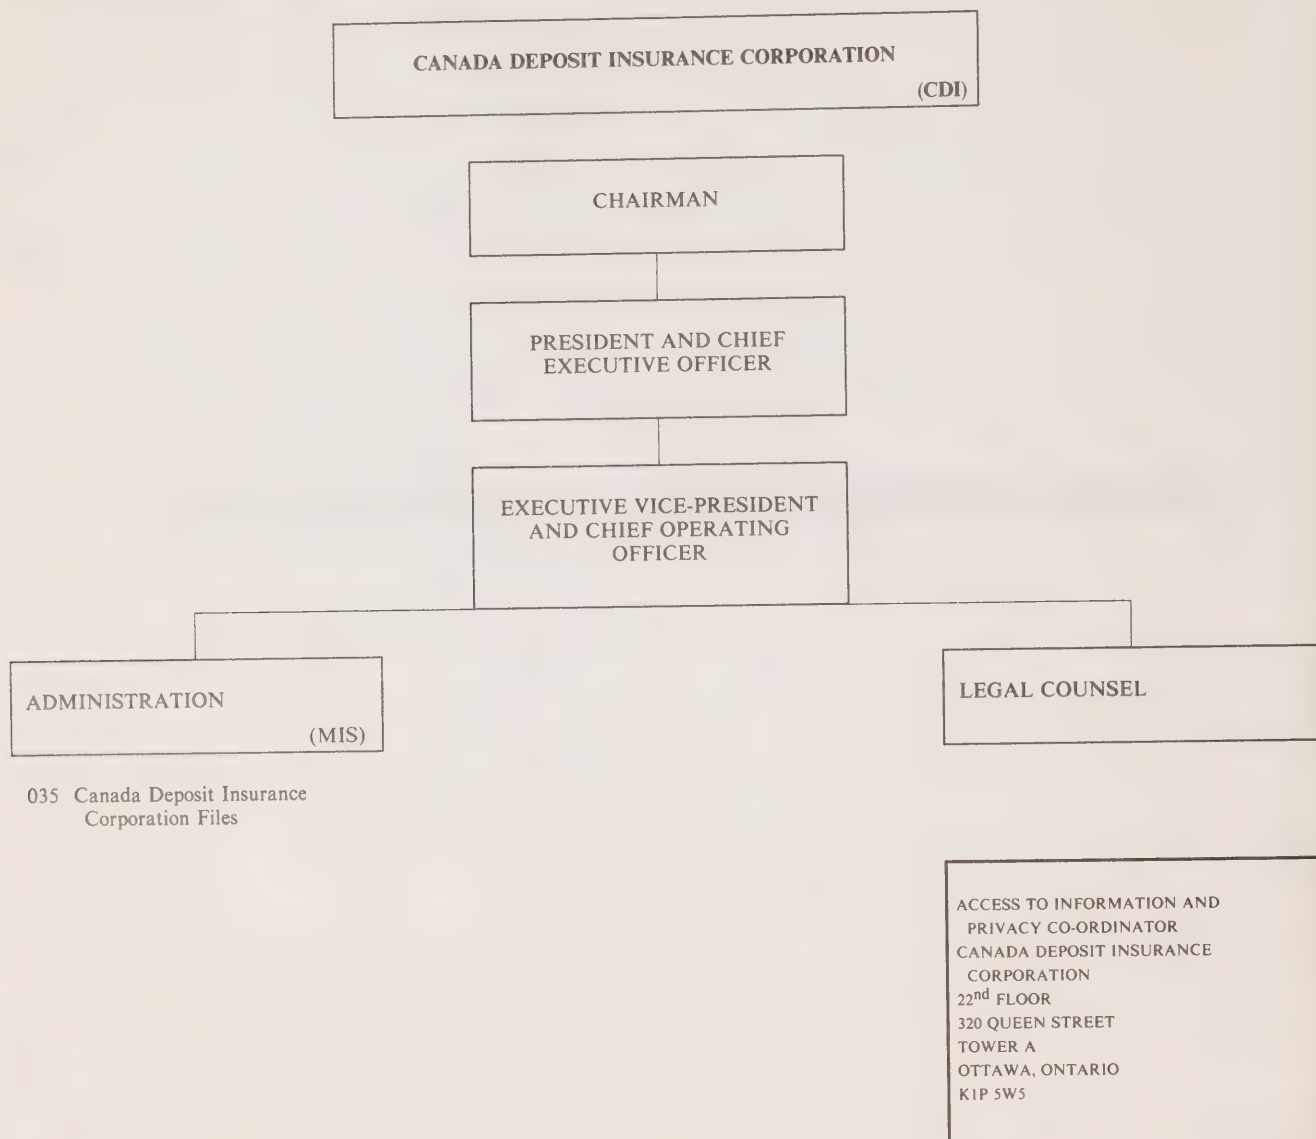 CANADA DEPOSIT INSURANCE CORPORATION
(CDI)
CHAIRMAN
PRESIDENT AND CHIEF
EXECUTIVE OFFICER
EXECUTIVE VICE-PRESIDENT
AND CHIEF OPERATING
OFFICER
ADMINISTRATION
(MIS)
LEGAL COUNSEL
035 Canada Deposit Insurance
Corporation Files
ACCESS TO INFORMATION AND
PRIVACY CO-ORDINATOR
CANADA DEPOSIT INSURANCE
CORPORATION
22nd FLOOR
320 QUEEN STREET
TOWER A
OTTAWA, ONTARIO
K1P 5W5